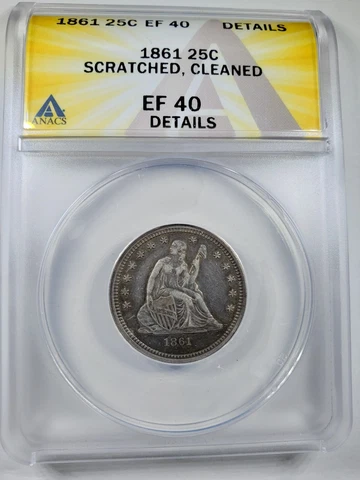 1861 25C EF 40 DETAILS
1861 25C
SCRATCHED, CLEANED
ANACS
EF 40
DETAILS
1861